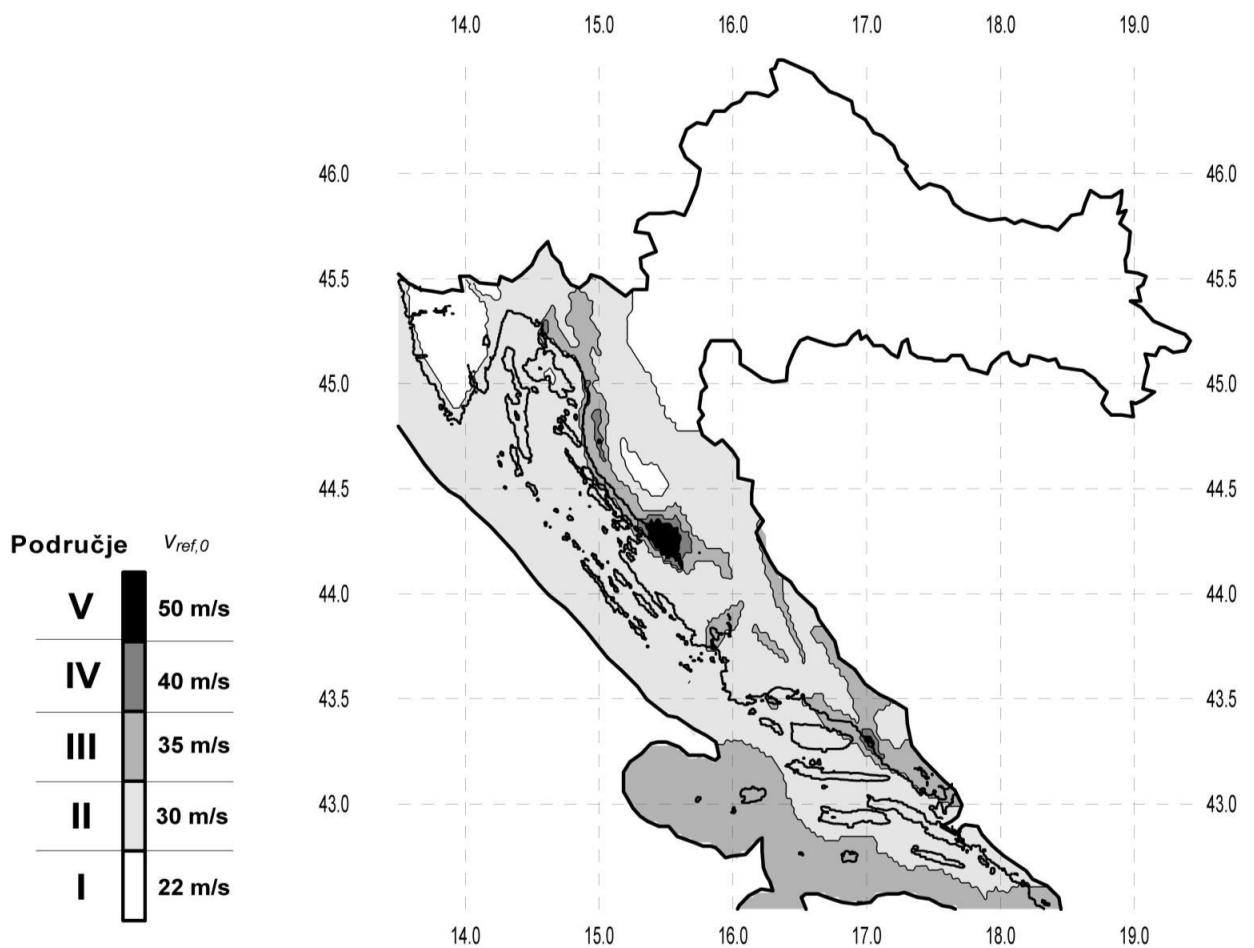 14.0 15.0 16.0 17.0 18.0 19.0
46.0 46.0
45.5 45.5
45.0 45.0
44.5 44.5
Područje Vref,0
44.0 44.0
V 50 m/s
IV 40 m/s
43.5 43.5
III 35 m/s
43.0 43.0
II 30 m/s
I 22 m/s
14.0 15.0 16.0 17.0 18.0 19.0